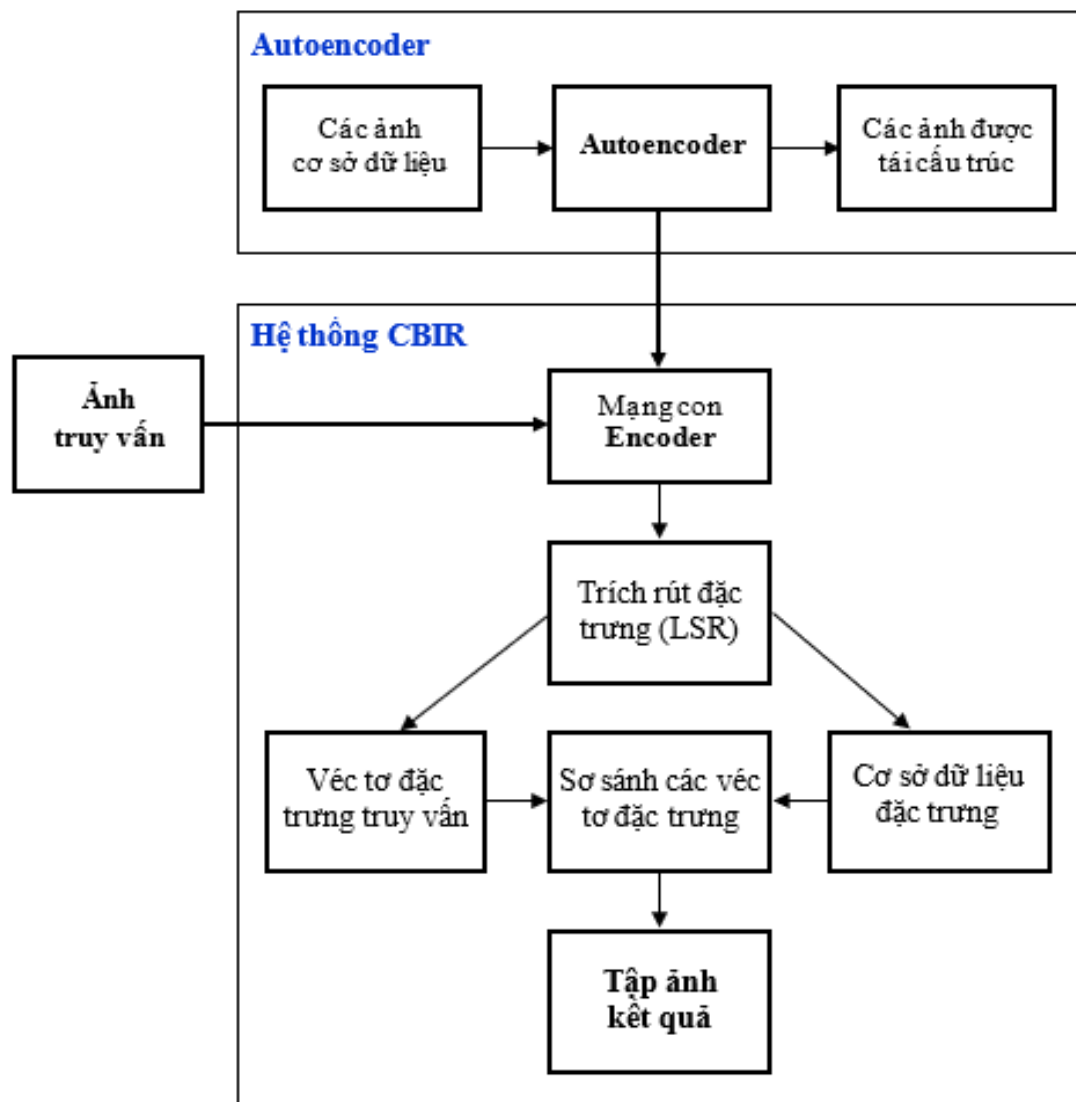 Autoencoder
Các ảnh
cơ sở dữ liệu
Autoencoder
Các ảnh được
tái cấu trúc
Hệ thống CBIR
Ảnh
truy vấn
Mạng con
Encoder
Trích rút đặc
trưng (LSR)
Véc tơ đặc
trưng truy vấn
Sơ sánh các véc
tơ đặc trưng
Cơ sở dữ liệu
đặc trưng
Tập ảnh
kết quả